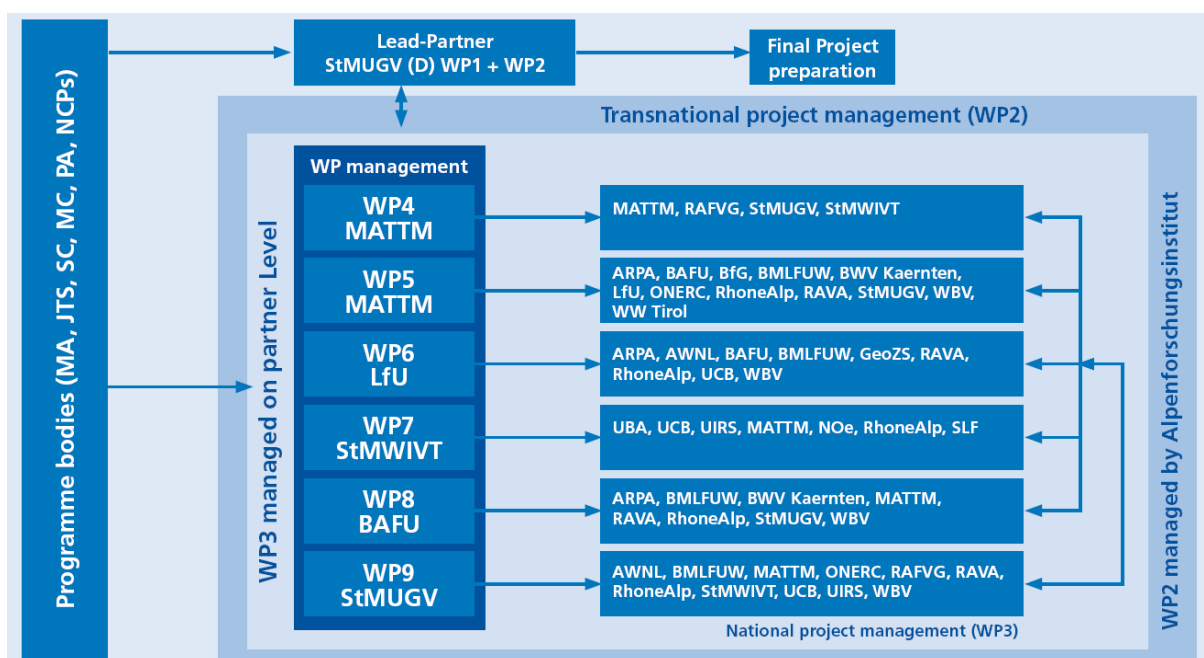 Programme bodies (MA, JTS, SC, MC, PA, NCPs)
Lead-Partner
StMUGV (D) WP1 + WP2
Final Project
preparation
Transnational project management (WP2)
WP3 managed on partner Level
WP management
WP4
MATTM
MATTM, RAFVG, StMUGV, StMWIVT
WP5
MATTM
ARPA, BAFU, BfG, BMLFUW, BWV Kaernten,
LfU, ONERC, RhoneAlp, RAVA, StMUGV, WBV,
WW Tirol
WP6
LfU
ARPA, AWNL, BAFU, BMLFUW, GeoZS, RAVA,
RhoneAlp, UCB, WBV
WP7
StMWIVT
UBA, UCB, UIRS, MATTM, NOe, RhoneAlp, SLF
WP8
BAFU
ARPA, BMLFUW, BWV Kaernten, MATTM,
RAVA, RhoneAlp, StMUGV, WBV
WP9
StMUGV
AWNL, BMLFUW, MATTM, ONERC, RAFVG, RAVA,
RhoneAlp, StMWIVT, UCB, UIRS, WBV
National project management (WP3)
WP2 managed by Alpenforschungsinstitut